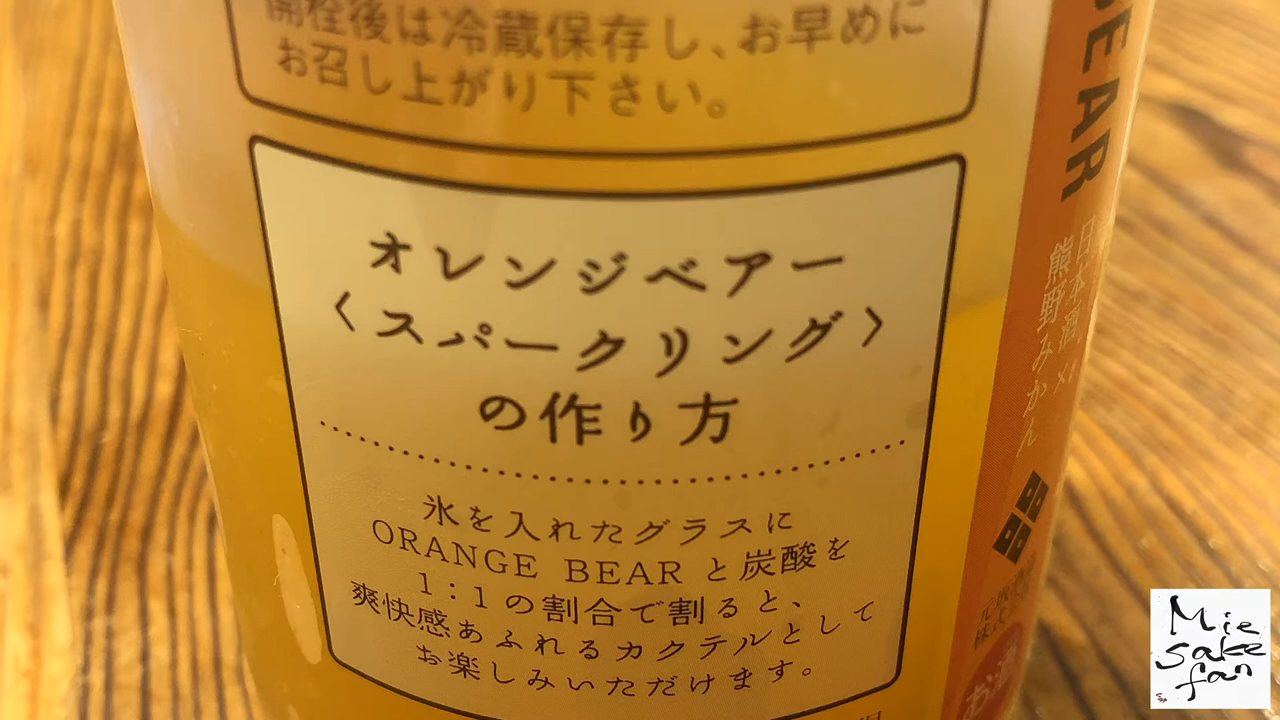 開栓後は冷蔵保存し、お早めに
お召し上がり下さい。
オレンジベアー
〈スパークリング〉
の作り方
氷を入れたグラスに
ORANGE BEAR と炭酸を
1:1の割合で割ると、
爽快感あふれるカクテルとして
お楽しみいただけます。
BEAR
日本酒×
熊野みかん
株式
お酒
Mie
sake
fan